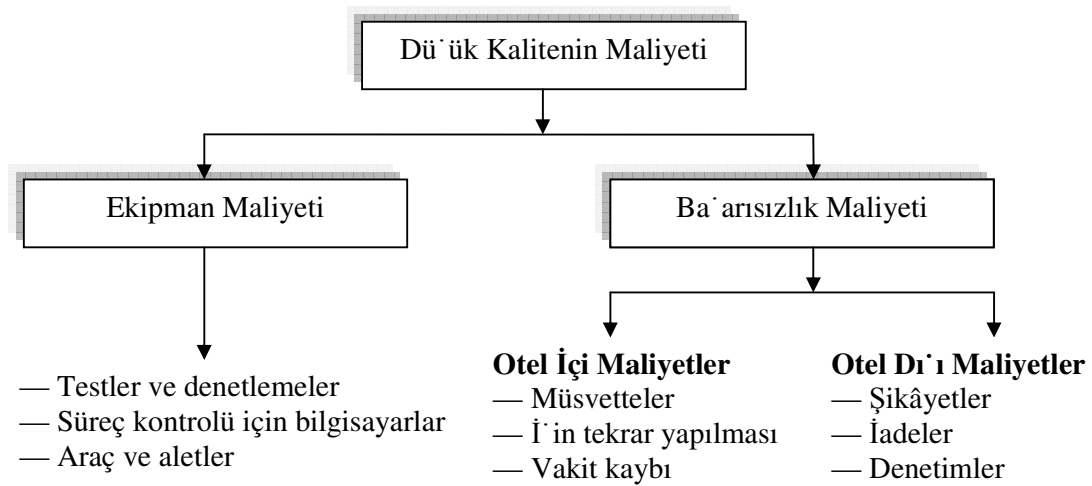 Dü˙ük Kalitenin Maliyeti
Ekipman Maliyeti
Ba˙arısızlık Maliyeti
— Testler ve denetlemeler
— Süreç kontrolü için bilgisayarlar
— Araç ve aletler
Otel İçi Maliyetler
— Müsvetteler
— İ˙in tekrar yapılması
— Vakit kaybı
Otel Dı˙ı Maliyetler
— Şikâyetler
— İadeler
— Denetimler